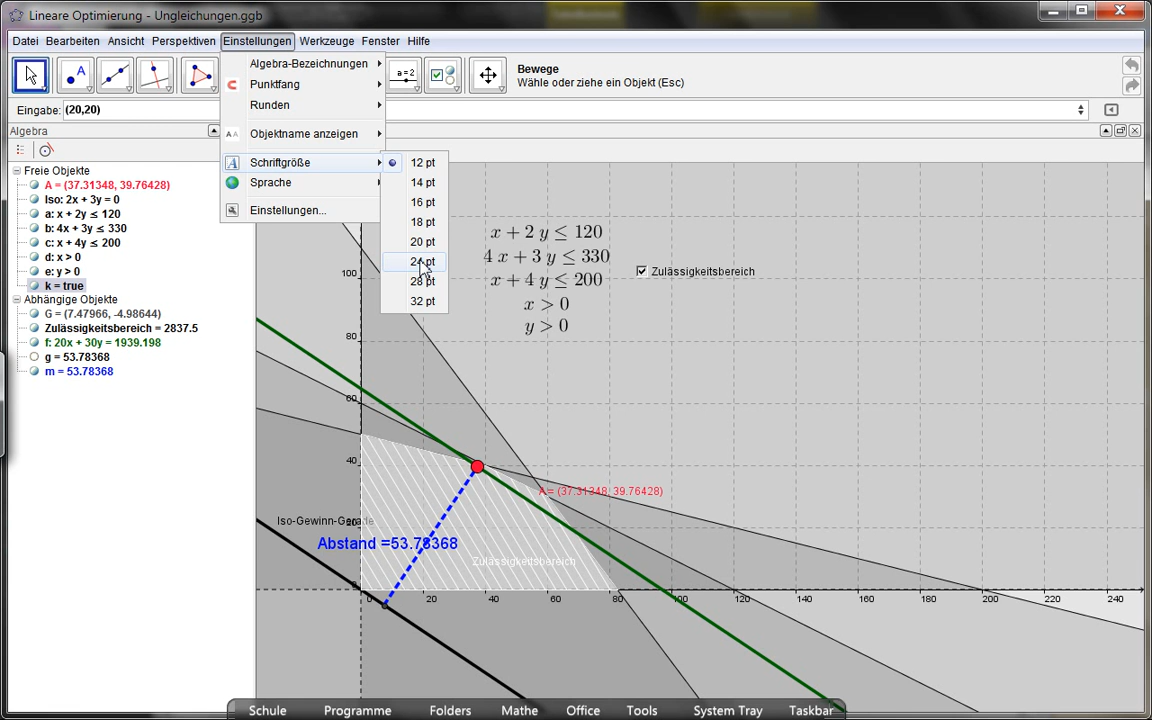 Lineare Optimierung - Ungleichungen.ggb
Datei Bearbeiten Ansicht Perspektiven Einstellungen Werkzeuge Fenster Hilfe
Algebra-Bezeichnungen
Punktfang
Runden
Objektname anzeigen
Schriftgröße
Sprache
Einstellungen...
12 pt
14 pt
16 pt
18 pt
20 pt
24 pt
28 pt
32 pt
a=2
Bewege
Wähle oder ziehe ein Objekt (Esc)
Eingabe: (20,20)
Algebra
Freie Objekte
A = (37.31348, 39.76428)
Iso: 2x + 3y = 0
a: x + 2y ≤ 120
b: 4x + 3y ≤ 330
c: x + 4y ≤ 200
d: x > 0
e: y > 0
k = true
Abhängige Objekte
G = (7.47966, -4.98644)
Zulässigkeitsbereich = 2837.5
f: 20x + 30y = 1939.198
g = 53.78368
m = 53.78368
x + 2 y ≤ 120
4 x + 3 y ≤ 330
x + 4 y ≤ 200
x > 0
y > 0
Zulässigkeitsbereich
100
80
60
40
20
0
A = (37.31348, 39.76428)
Iso-Gewinn-Gerade
Abstand =53.78368
Zulässigkeitsbereich
0 20 40 60 80 100 120 140 160 180 200 220 240
Schule Programme Folders Mathe Office Tools System Tray Taskbar